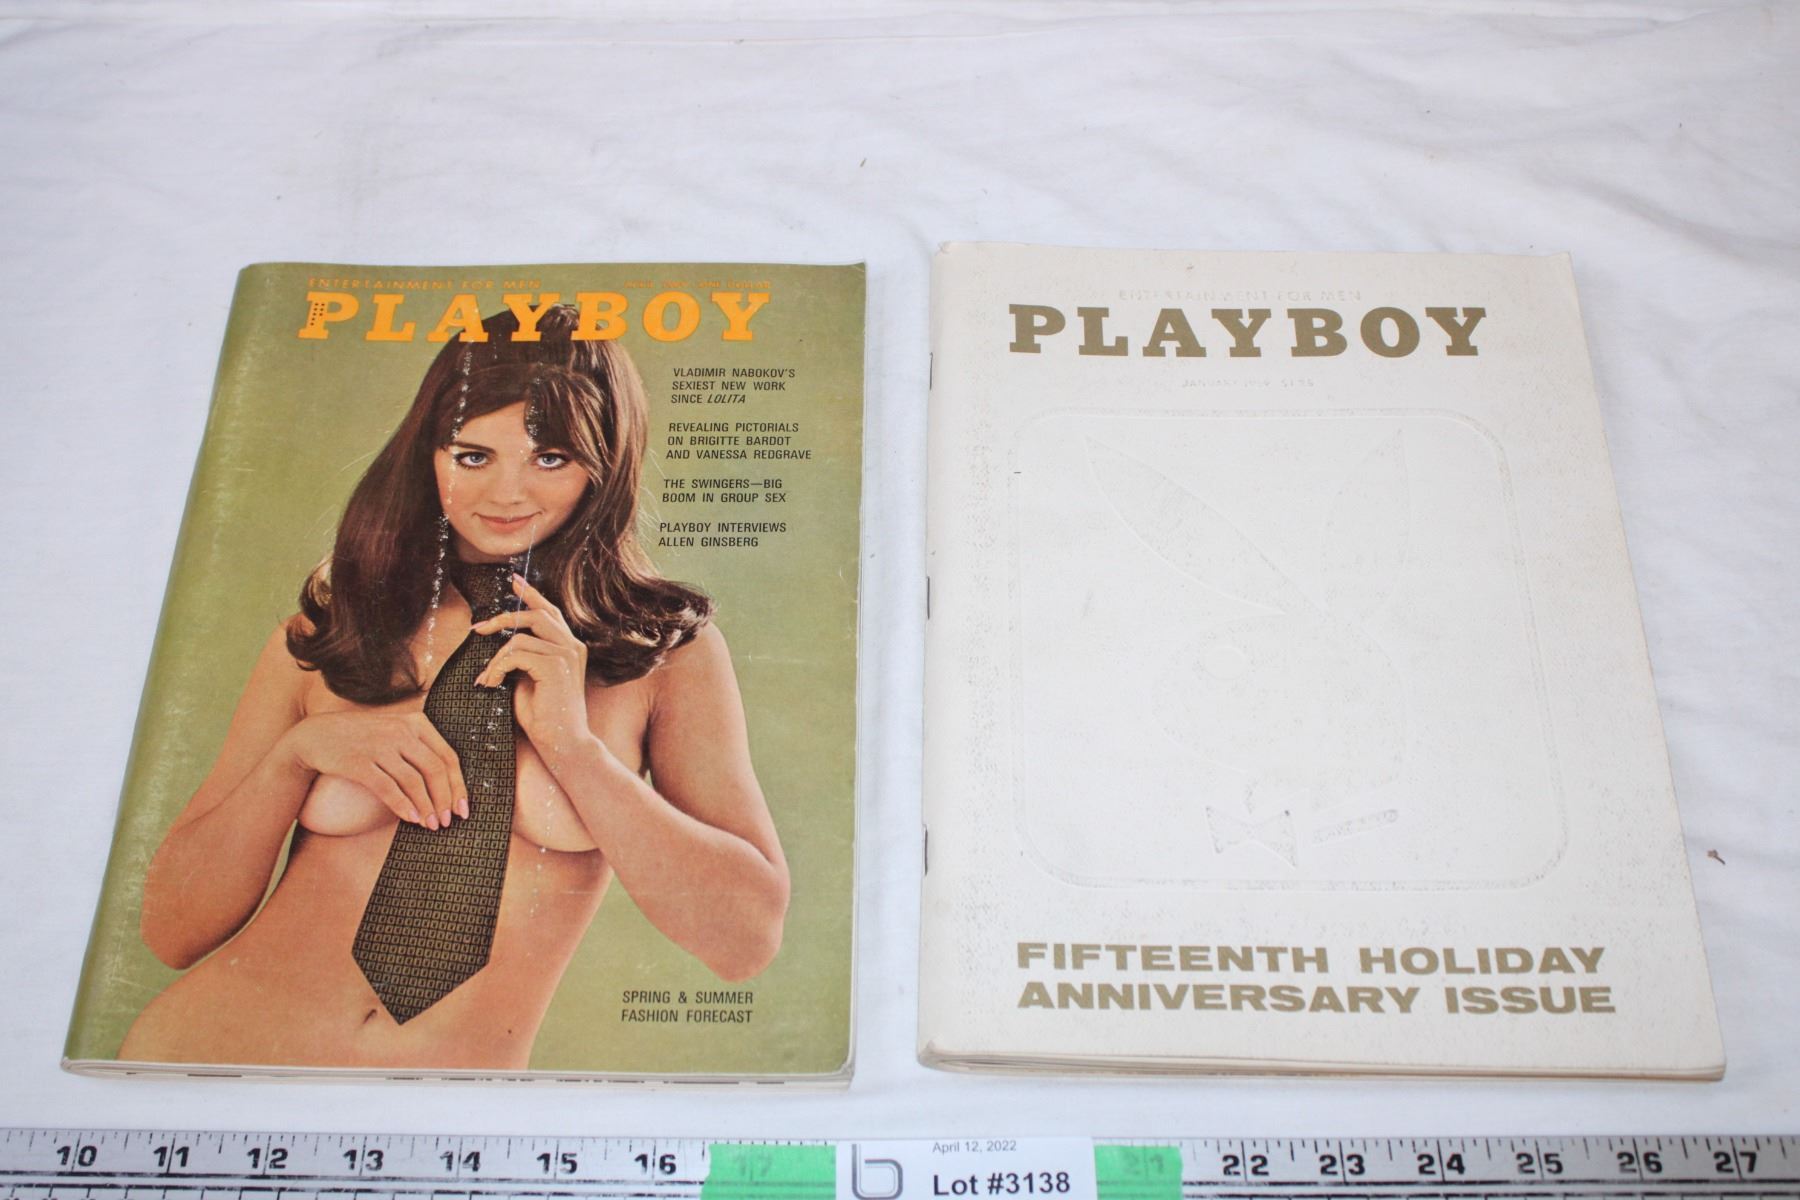 ENTERTAINMENT FOR MEN
PLAYBOY
VLADIMIR NABOKOV'S
SEXIEST NEW WORK
SINCE LOLITA
REVEALING PICTORIALS
ON BRIGITTE BARDOT
AND VANESSA REDGRAVE
THE SWINGERS—BIG
BOOM IN GROUP SEX
PLAYBOY INTERVIEWS
ALLEN GINSBERG
SPRING & SUMMER
FASHION FORECAST
ENTERTAINMENT FOR MEN
PLAYBOY
JANUARY 1969
FIFTEENTH HOLIDAY
ANNIVERSARY ISSUE
10 11 12 13 14 15 16 17 21 22 23 24 25 26 27
April 12, 2022
Lot #3138